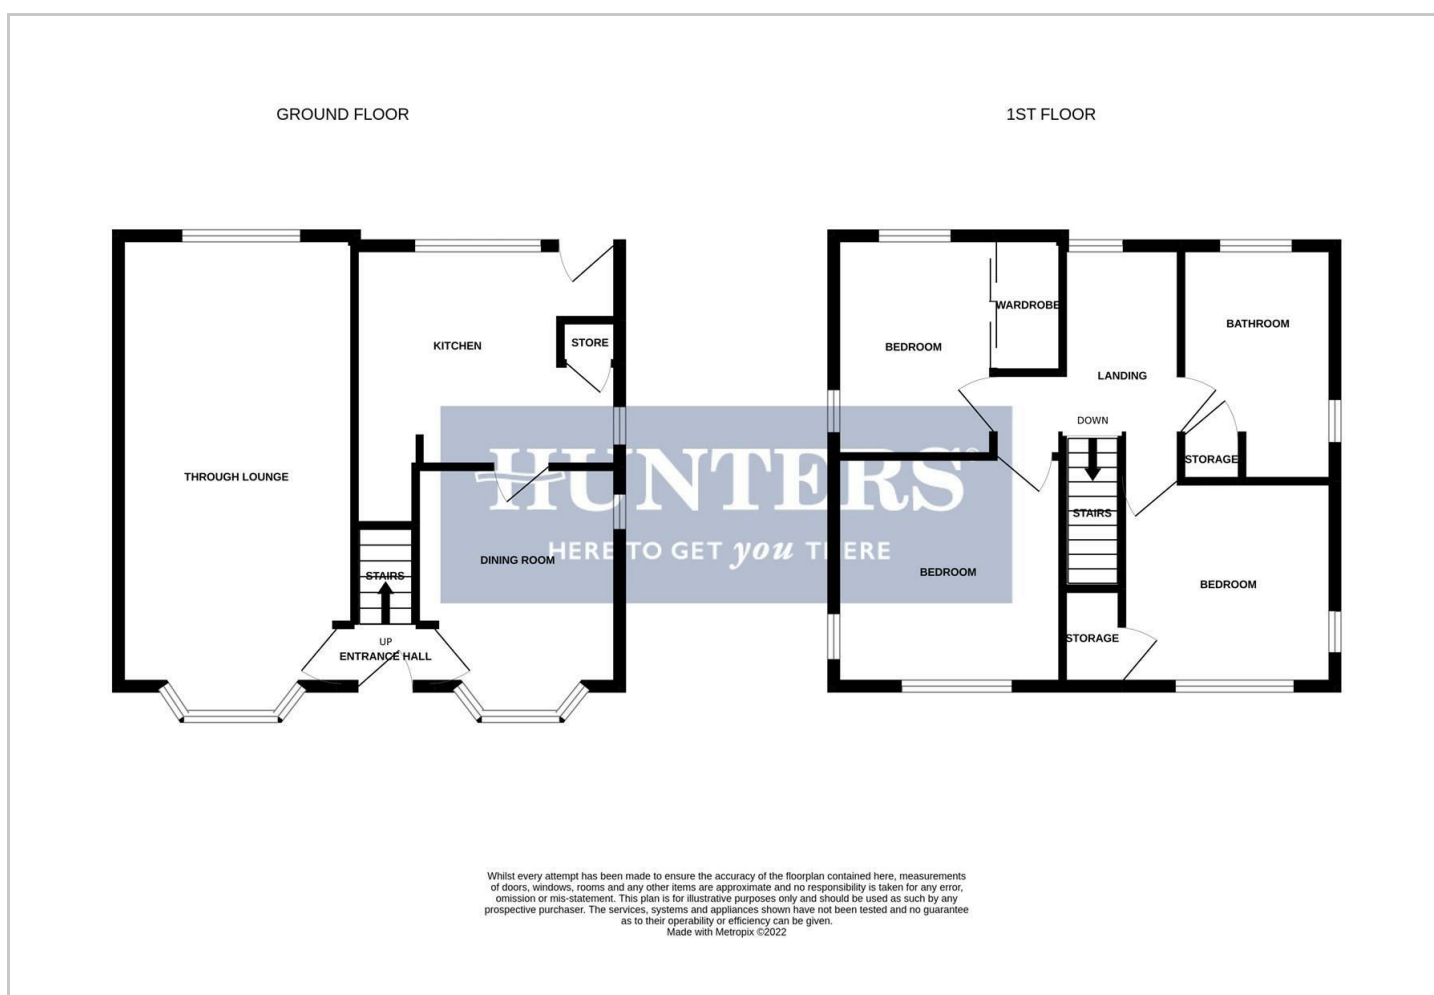 GROUND FLOOR
1ST FLOOR
KITCHEN
STORE
THROUGH LOUNGE
DINING ROOM
STAIRS
UP
ENTRANCE HALL
WARDROBE
BEDROOM
BATHROOM
LANDING
DOWN
STORAGE
STAIRS
BEDROOM
BEDROOM
STORAGE
HUNTERS®
HERE TO GET you THERE
Whilst every attempt has been made to ensure the accuracy of the floorplan contained here, measurements
of doors, windows, rooms and any other items are approximate and no responsibility is taken for any error,
omission or mis-statement. This plan is for illustrative purposes only and should be used as such by any
prospective purchaser. The services, systems and appliances shown have not been tested and no guarantee
as to their operability or efficiency can be given.
Made with Metropix ©2022